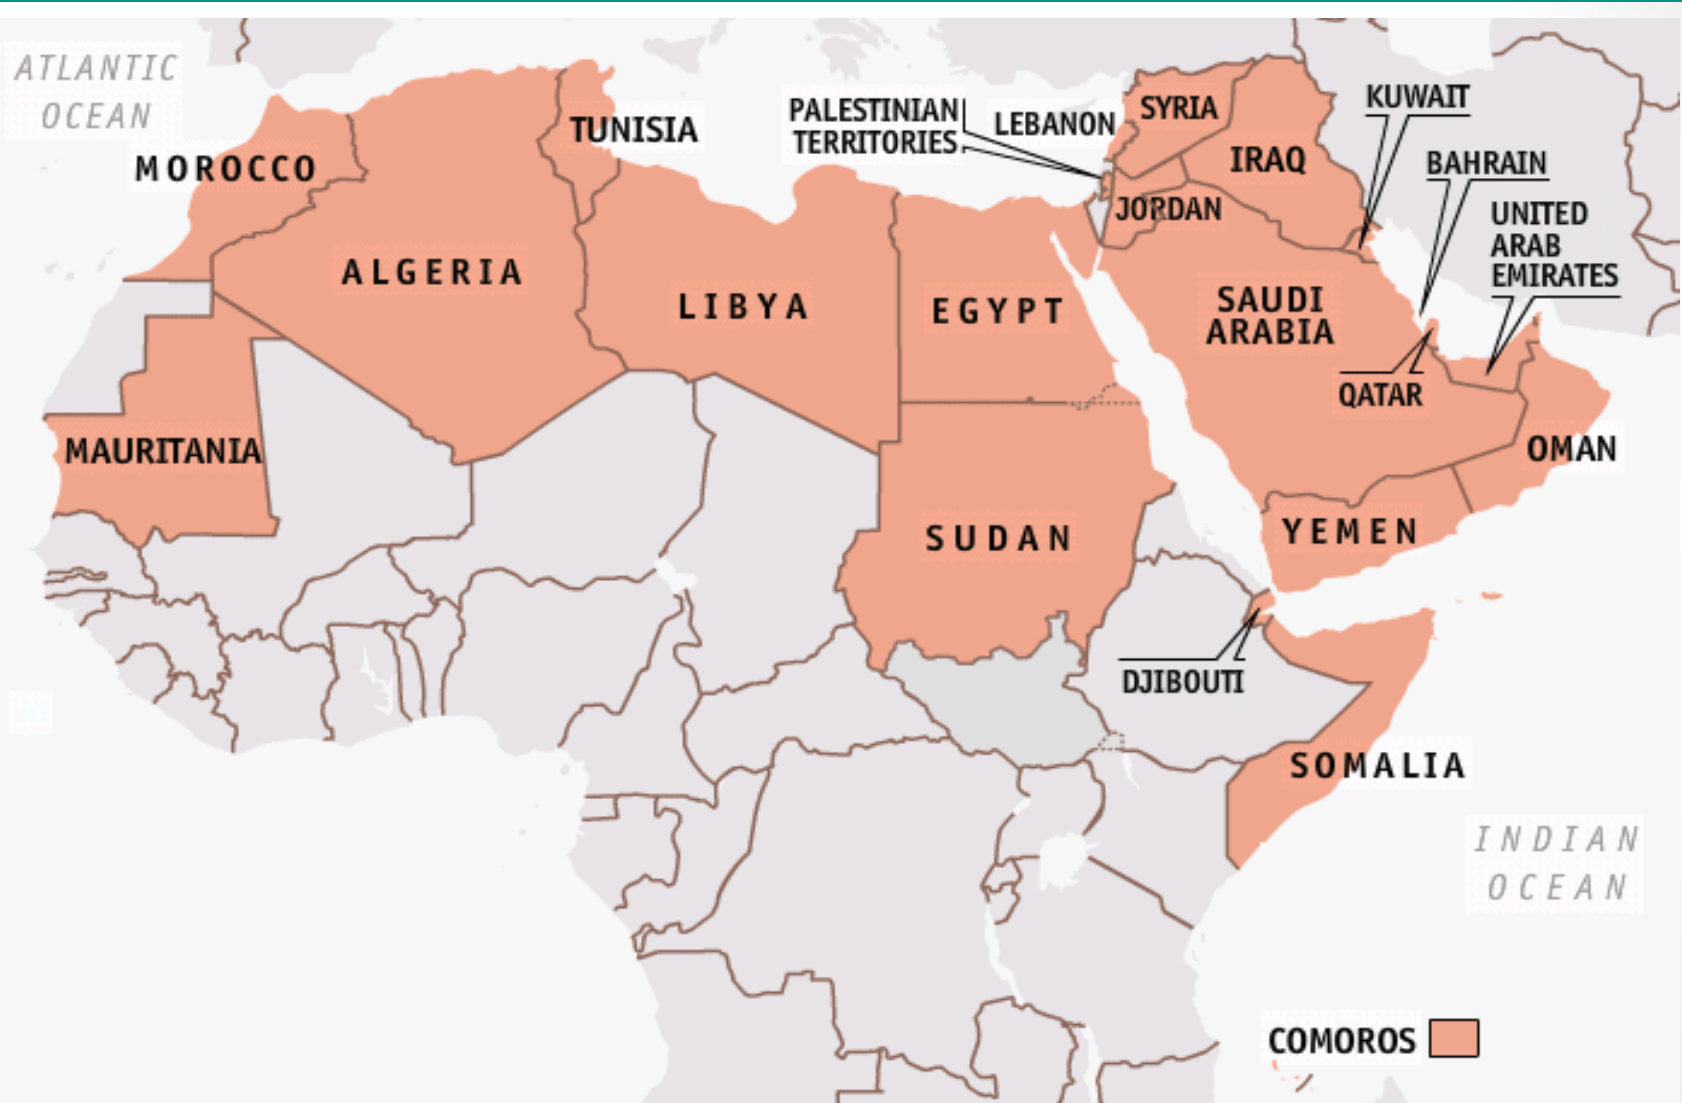 ATLANTIC
OCEAN
MOROCCO
TUNISIA
PALESTINIAN
TERRITORIES
LEBANON
SYRIA
KUWAIT
IRAQ
BAHRAIN
JORDAN
UNITED
ARAB
EMIRATES
ALGERIA
LIBYA
EGYPT
SAUDI
ARABIA
QATAR
MAURITANIA
OMAN
SUDAN
YEMEN
DJIBOUTI
SOMALIA
INDIAN
OCEAN
COMOROS